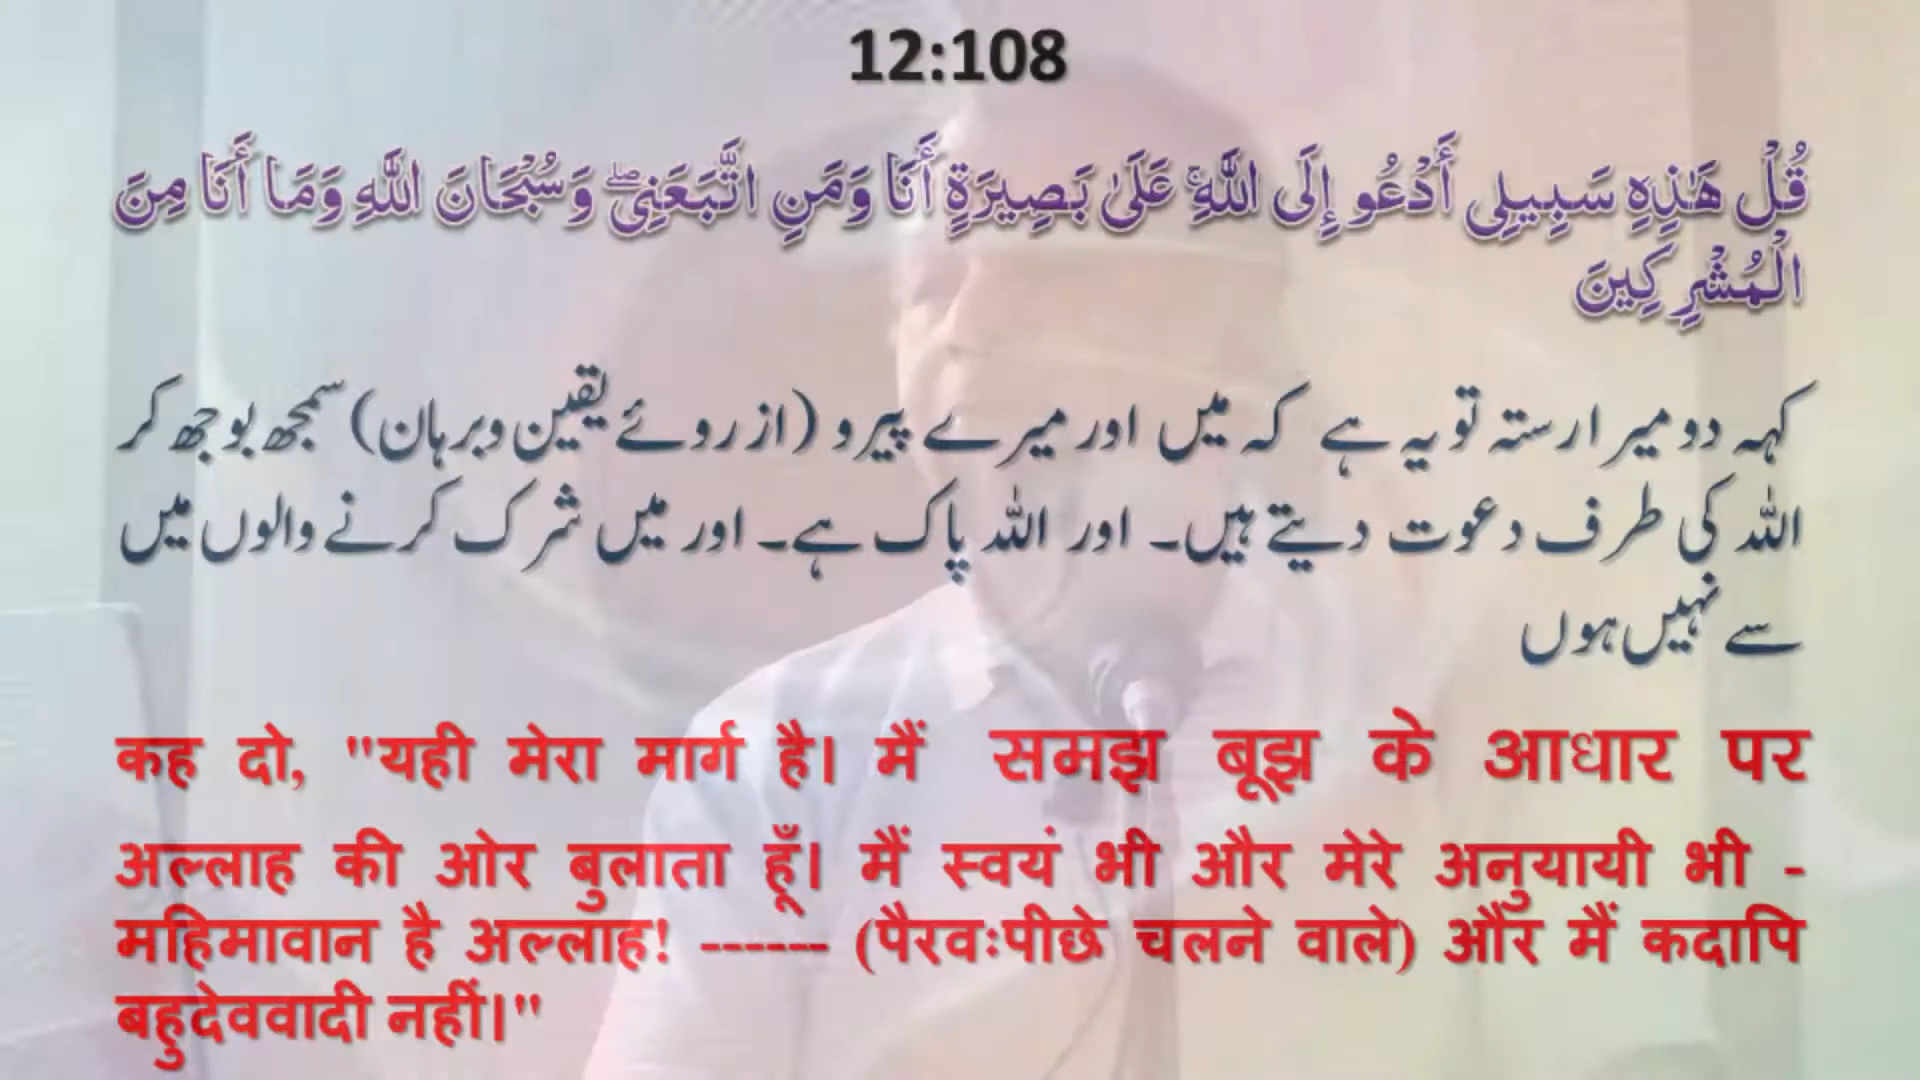 12:108
قُلْ هَٰذِهِ سَبِيلِي أَدْعُو إِلَى اللَّهِ ۚ عَلَىٰ بَصِيرَةٍ أَنَا وَمَنِ اتَّبَعَنِي ۖ وَسُبْحَانَ اللَّهِ وَمَا أَنَا مِنَ
الْمُشْرِكِينَ
کہہ دو میرا رستہ تو یہ ہے کہ میں اور میرے پیرو (از روئے یقین وبرہان) سمجھ بوجھ کر
اللہ کی طرف دعوت دیتے ہیں۔ اور اللہ پاک ہے۔ اور میں شرک کرنے والوں میں
سے نہیں ہوں
कह दो, "यही मेरा मार्ग है। मैं समझ बूझ के आधार पर
अल्लाह की ओर बुलाता हूँ। मैं स्वयं भी और मेरे अनुयायी भी -
महिमावान है अल्लाह! ------ (पैरवःपीछे चलने वाले) और मैं कदापि
बहुदेववादी नहीं।"